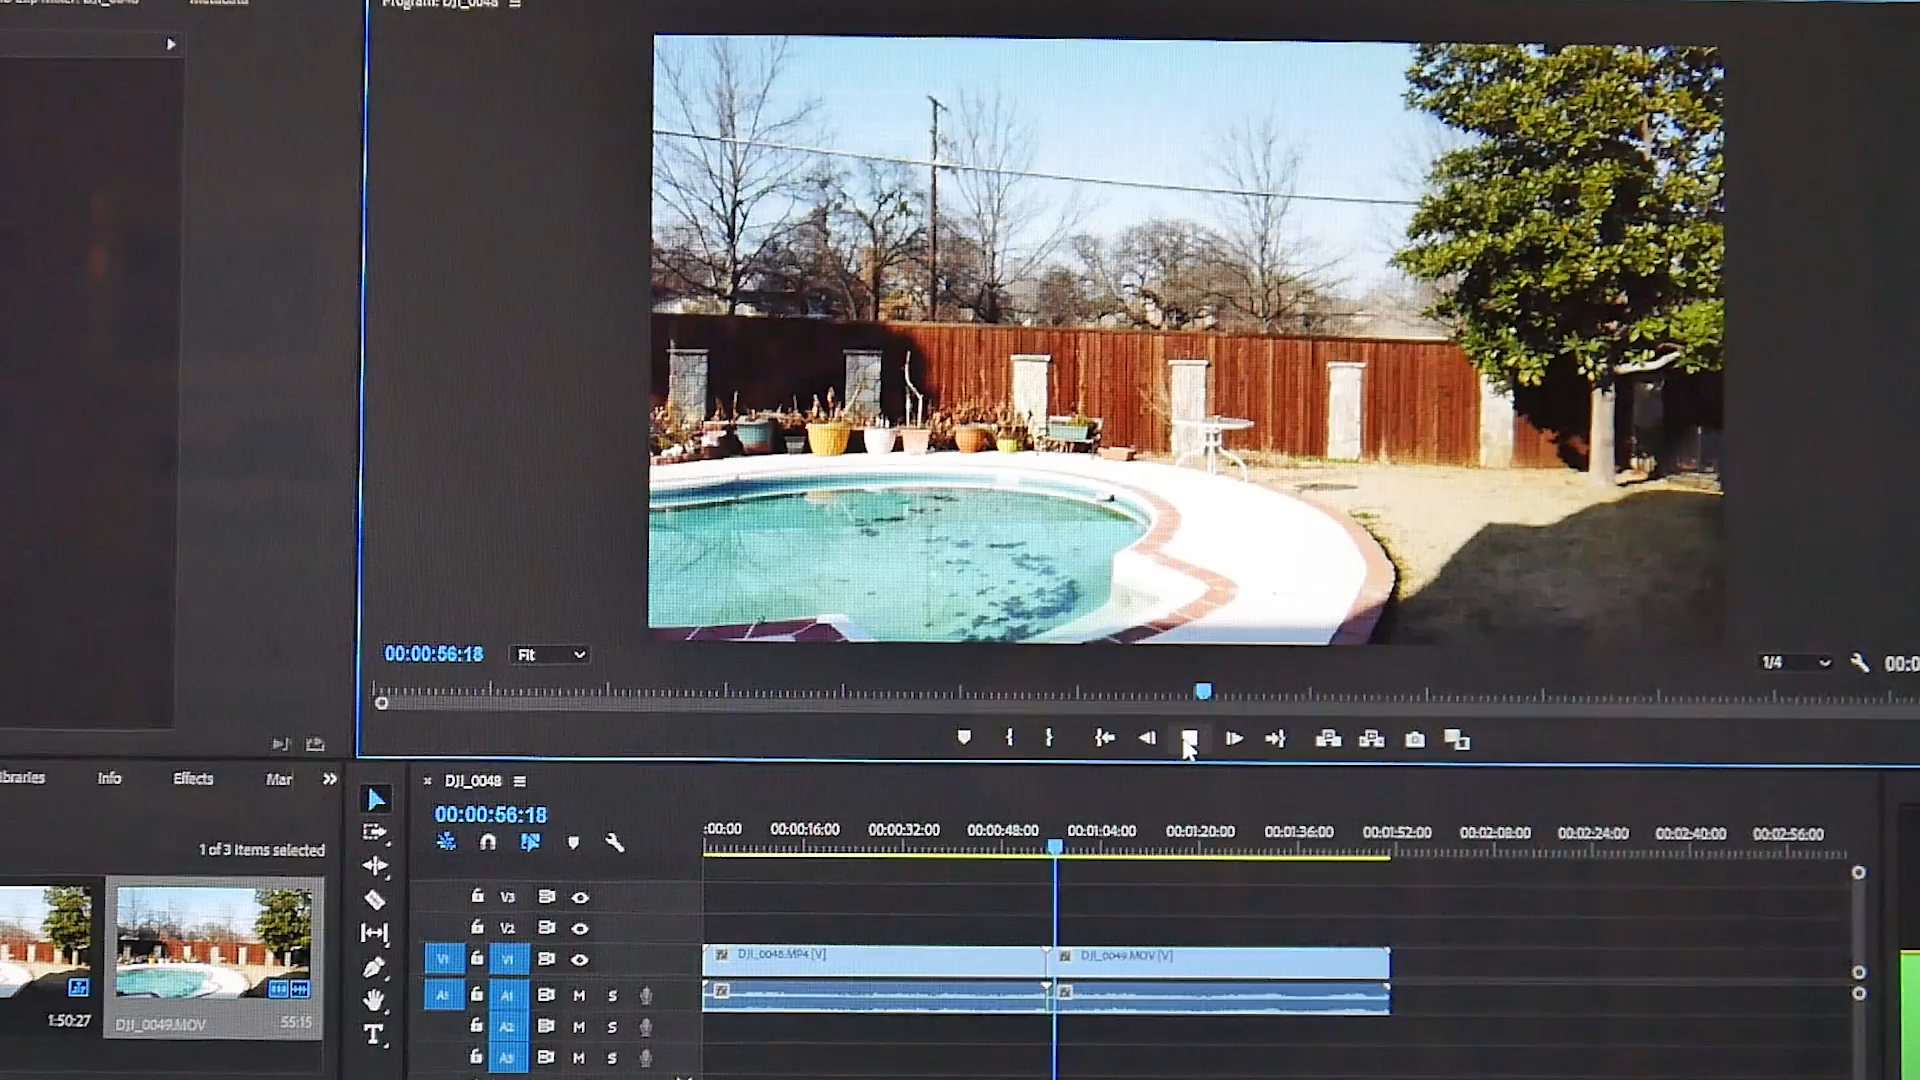 Program: DJI_0048
Metadata
00:00:56:18
Fit
1/4
00:0
Info
Effects
Mar
DJI_0048
00:00:56:18
:00:00
00:00:16:00
00:00:32:00
00:00:48:00
00:01:04:00
00:01:20:00
00:01:36:00
00:01:52:00
00:02:08:00
00:02:24:00
00:02:40:00
00:02:56:00
1 of 3 Items selected
V3
V2
V1
V1
DJI_0048.MP4 [V]
DJI_0049.MOV [V]
A1
A1
M
S
A2
M
S
A3
M
S
1:50:27
DJI_0049.MOV
55:15